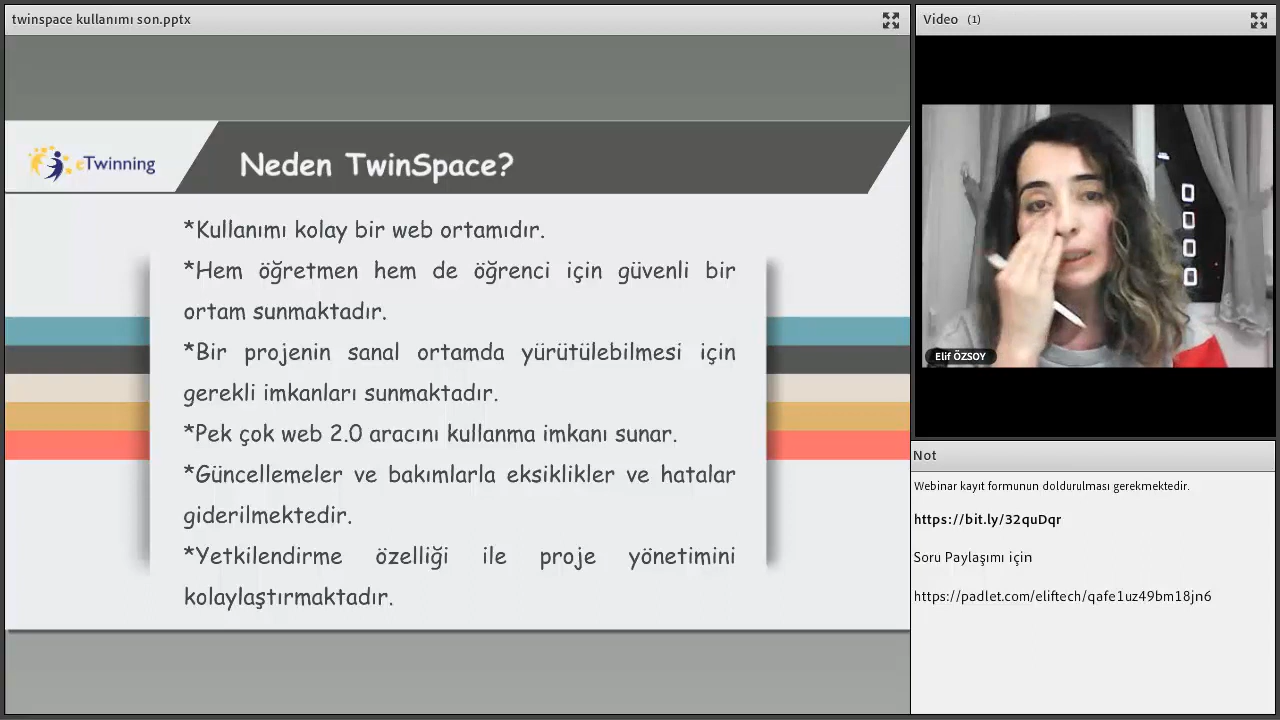 twinspace kullanımı son.pptx
eTwinning
Neden TwinSpace?
*Kullanımı kolay bir web ortamıdır.
*Hem öğretmen hem de öğrenci için güvenli bir
ortam sunmaktadır.
*Bir projenin sanal ortamda yürütülebilmesi için
gerekli imkanları sunmaktadır.
*Pek çok web 2.0 aracını kullanma imkanı sunar.
*Güncellemeler ve bakımlarla eksiklikler ve hatalar
giderilmektedir.
*Yetkilendirme özelliği ile proje yönetimini
kolaylaştırmaktadır.
Video (1)
Elif ÖZSOY
Not
Webinar kayıt formunun doldurulması gerekmektedir.
https://bit.ly/32quDqr
Soru Paylaşımı için
https://padlet.com/eliftech/qafe1uz49bm18jn6